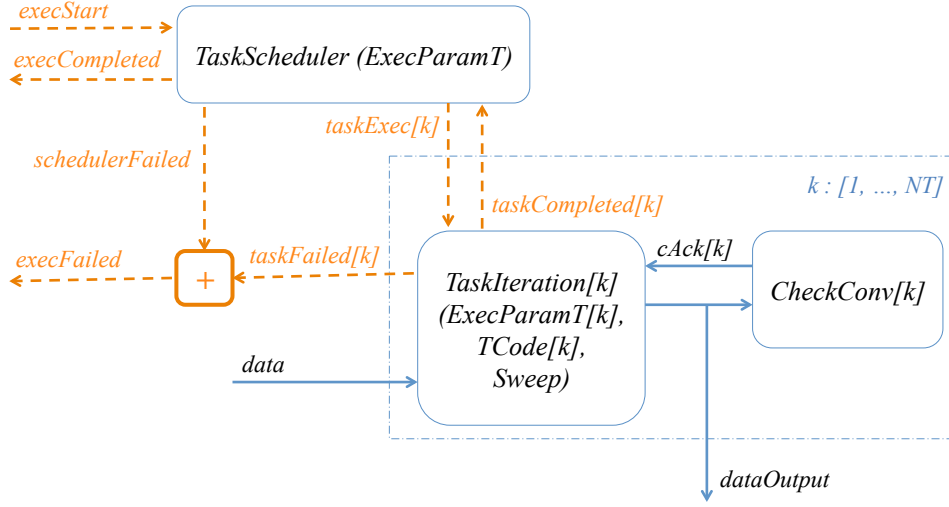 execStart
execCompleted
TaskScheduler (ExecParamT)
taskExec[k]
schedulerFailed
k : [1, ..., NT]
taskCompleted[k]
execFailed
+
taskFailed[k]
cAck[k]
TaskIteration[k]
(ExecParamT[k],
TCode[k],
Sweep)
CheckConv[k]
data
dataOutput